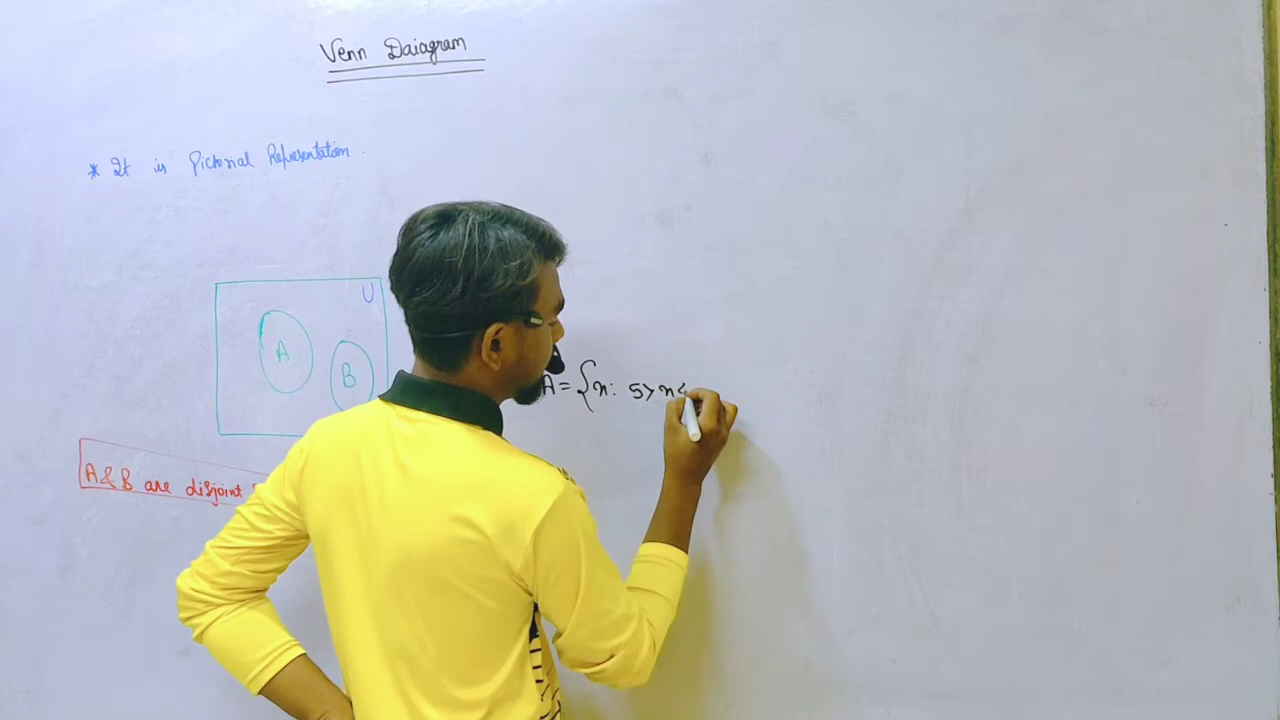 Venn Daiagram
* It is Pictorial Representation.
U
A
B
A = {n: 5>n<
A & B are disjoint